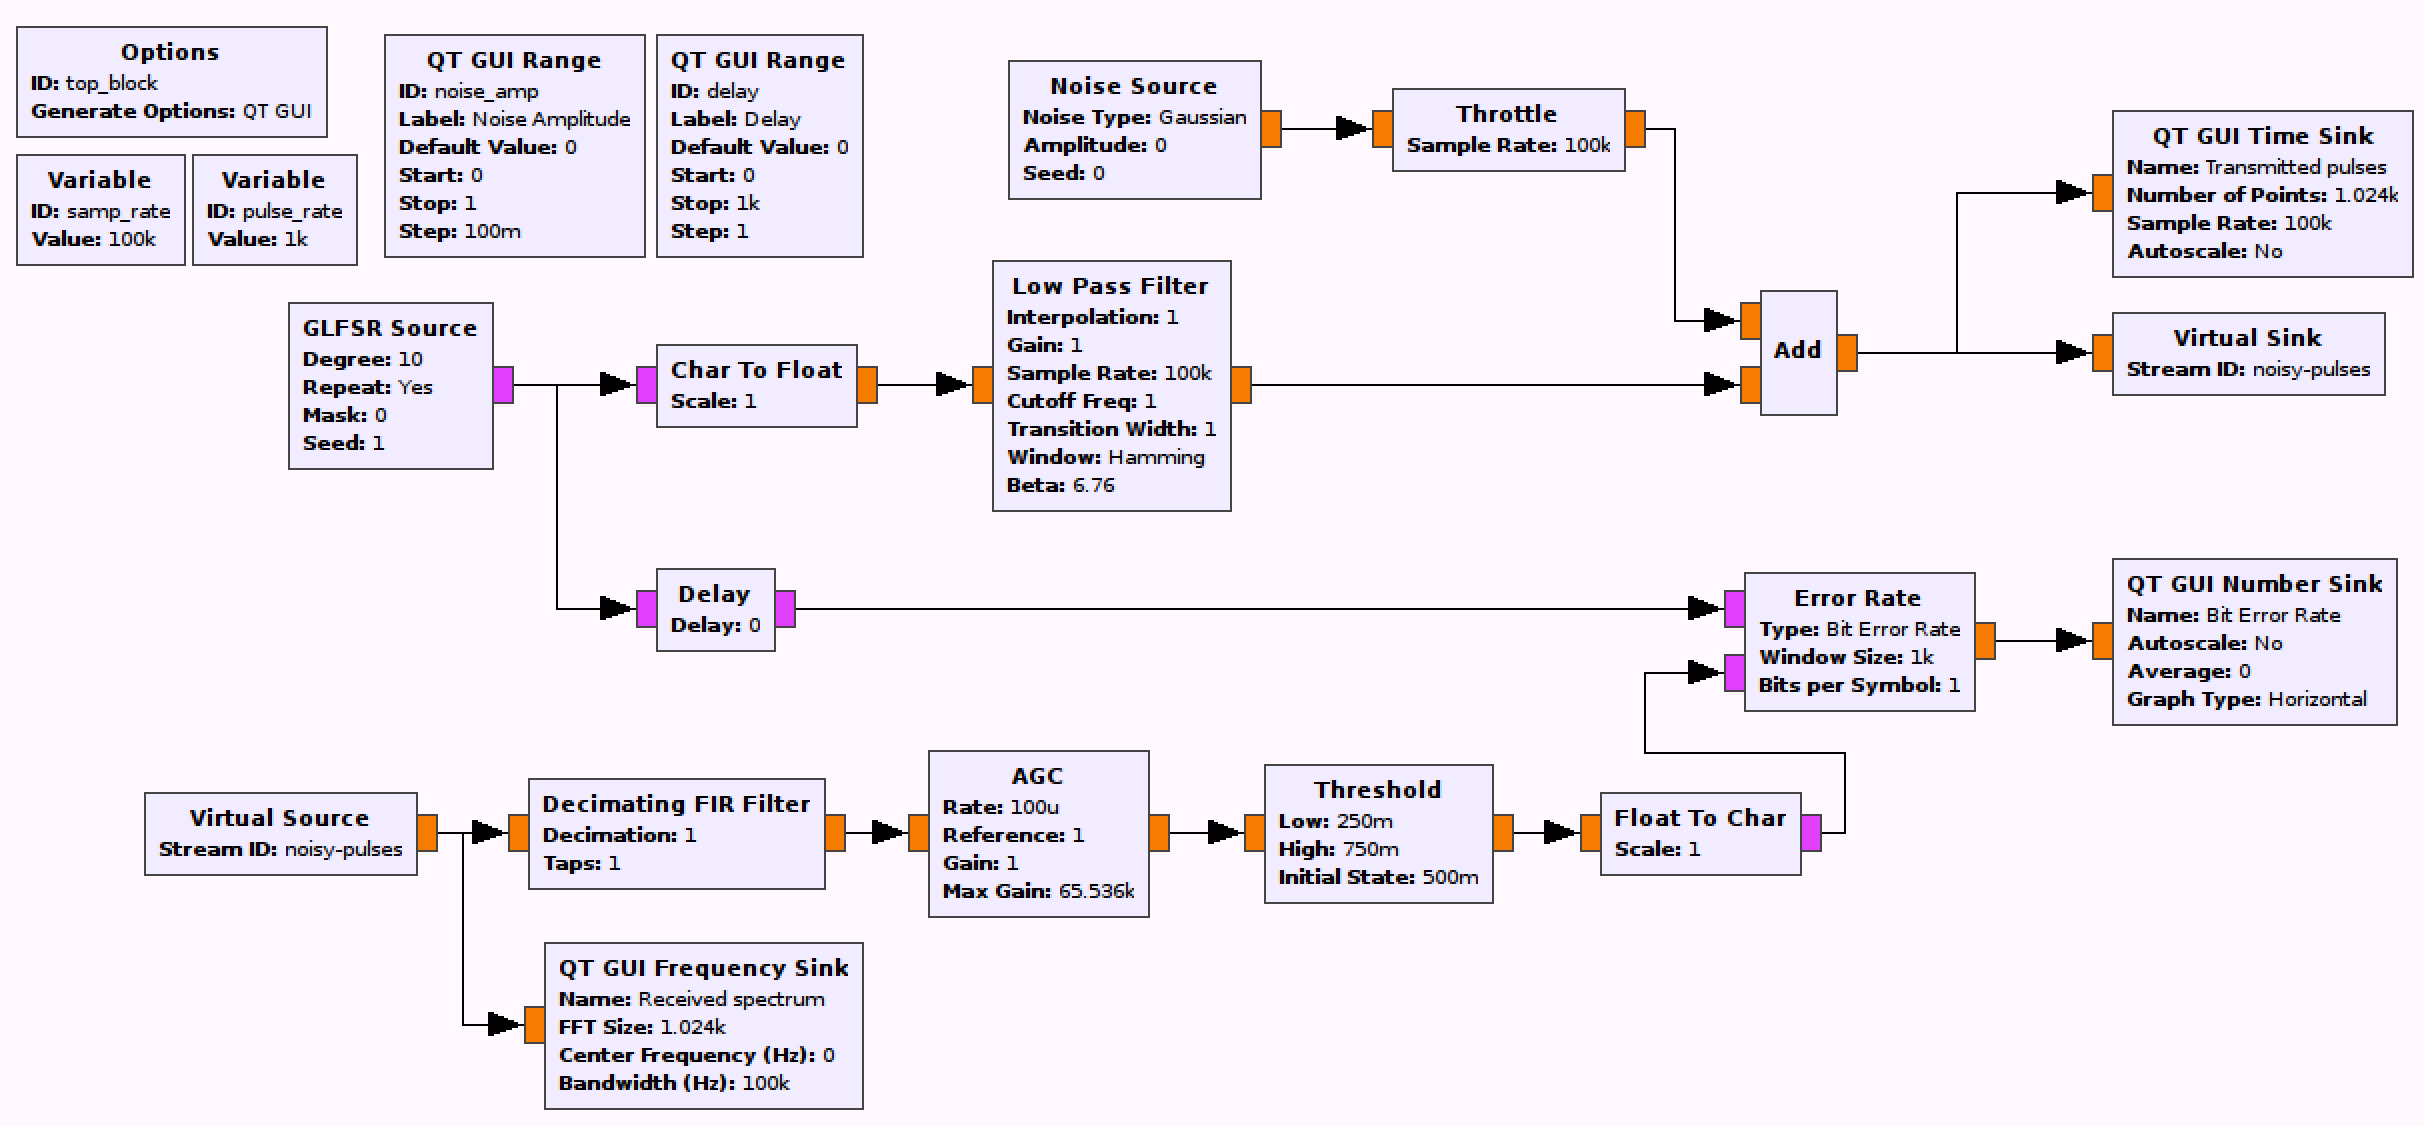 Options
ID: top_block
Generate Options: QT GUI
Variable
ID: samp_rate
Value: 100k
Variable
ID: pulse_rate
Value: 1k
QT GUI Range
ID: noise_amp
Label: Noise Amplitude
Default Value: 0
Start: 0
Stop: 1
Step: 100m
QT GUI Range
ID: delay
Label: Delay
Default Value: 0
Start: 0
Stop: 1k
Step: 1
Noise Source
Noise Type: Gaussian
Amplitude: 0
Seed: 0
Throttle
Sample Rate: 100k
QT GUI Time Sink
Name: Transmitted pulses
Number of Points: 1.024k
Sample Rate: 100k
Autoscale: No
GLFSR Source
Degree: 10
Repeat: Yes
Mask: 0
Seed: 1
Char To Float
Scale: 1
Low Pass Filter
Interpolation: 1
Gain: 1
Sample Rate: 100k
Cutoff Freq: 1
Transition Width: 1
Window: Hamming
Beta: 6.76
Add
Virtual Sink
Stream ID: noisy-pulses
Delay
Delay: 0
Error Rate
Type: Bit Error Rate
Window Size: 1k
Bits per Symbol: 1
QT GUI Number Sink
Name: Bit Error Rate
Autoscale: No
Average: 0
Graph Type: Horizontal
Virtual Source
Stream ID: noisy-pulses
Decimating FIR Filter
Decimation: 1
Taps: 1
AGC
Rate: 100u
Reference: 1
Gain: 1
Max Gain: 65.536k
Threshold
Low: 250m
High: 750m
Initial State: 500m
Float To Char
Scale: 1
QT GUI Frequency Sink
Name: Received spectrum
FFT Size: 1.024k
Center Frequency (Hz): 0
Bandwidth (Hz): 100k